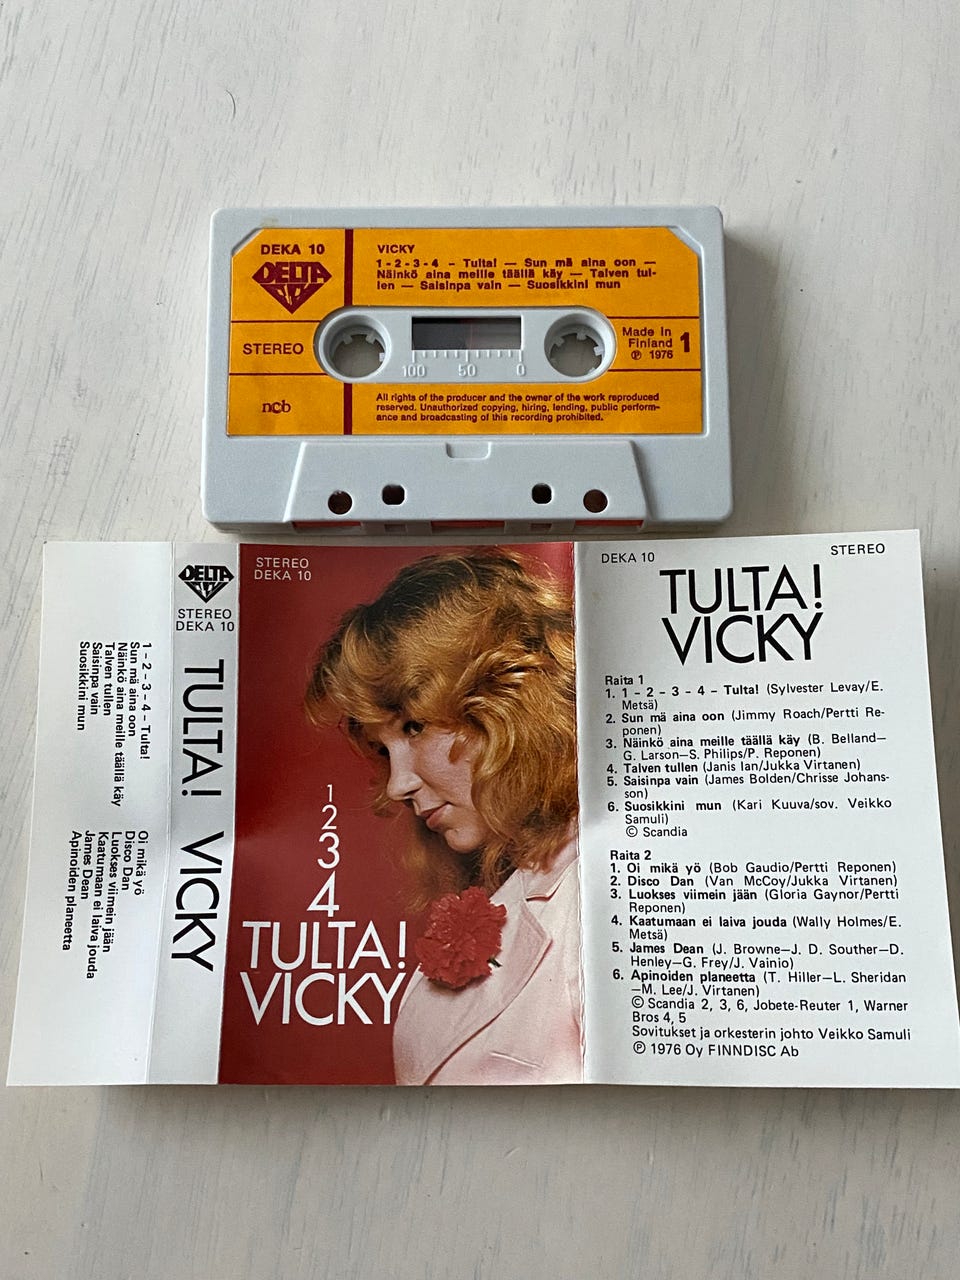 DEKA 10
DELTA
STEREO
ncb
VICKY
1 - 2 - 3 - 4 - Tulta! — Sun mä aina oon —
Näinkö aina meille täällä käy — Talven tul-
len — Saisinpa vain — Suosikkini mun
100 50 0
Made in
Finland
℗ 1976
1
All rights of the producer and the owner of the work reproduced
reserved. Unauthorized copying, hiring, lending, public perform-
ance and broadcasting of this recording prohibited.
1 - 2 - 3 - 4 - Tulta!
Sun mä aina oon
Näinkö aina meille täällä käy
Talven tullen
Saisinpa vain
Suosikkini mun
Oi mikä yö
Disco Dan
Luokses viimein jään
Kaatumaan ei laiva jouda
James Dean
Apinoiden planeetta
DELTA
STEREO
DEKA 10
TULTA! VICKY
STEREO
DEKA 10
1
2
3
4
TULTA!
VICKY
DEKA 10
STEREO
TULTA!
VICKY
Raita 1
1. 1 - 2 - 3 - 4 - Tulta! (Sylvester Levay/E.
Metsä)
2. Sun mä aina oon (Jimmy Roach/Pertti Re-
ponen)
3. Näinkö aina meille täällä käy (B. Belland—
G. Larson—S. Philips/P. Reponen)
4. Talven tullen (Janis Ian/Jukka Virtanen)
5. Saisinpa vain (James Bolden/Chrisse Johans-
son)
6. Suosikkini mun (Kari Kuuva/sov. Veikko
Samuli)
© Scandia
Raita 2
1. Oi mikä yö (Bob Gaudio/Pertti Reponen)
2. Disco Dan (Van McCoy/Jukka Virtanen)
3. Luokses viimein jään (Gloria Gaynor/Pertti
Reponen)
4. Kaatumaan ei laiva jouda (Wally Holmes/E.
Metsä)
5. James Dean (J. Browne—J. D. Souther—D.
Henley—G. Frey/J. Vainio)
6. Apinoiden planeetta (T. Hiller—L. Sheridan
—M. Lee/J. Virtanen)
© Scandia 2, 3, 6, Jobete-Reuter 1, Warner
Bros 4, 5
Sovitukset ja orkesterin johto Veikko Samuli
℗ 1976 Oy FINNDISC Ab